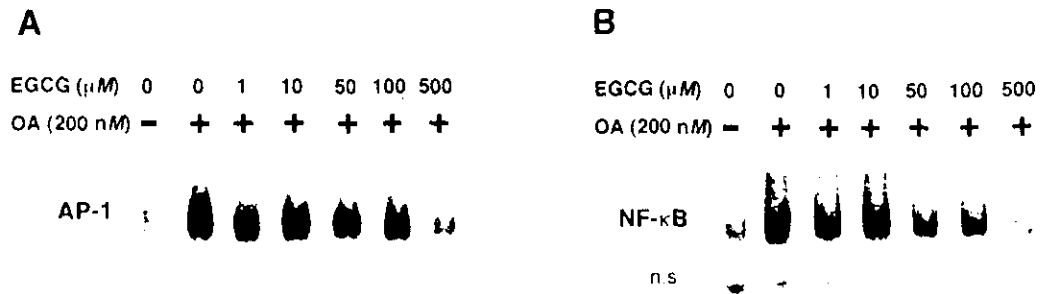 A
EGCG (μM) 0 0 1 10 50 100 500
OA (200 nM) - + + + + + +
AP-1
B
EGCG (μM) 0 0 1 10 50 100 500
OA (200 nM) - + + + + + +
NF-κB
n.s